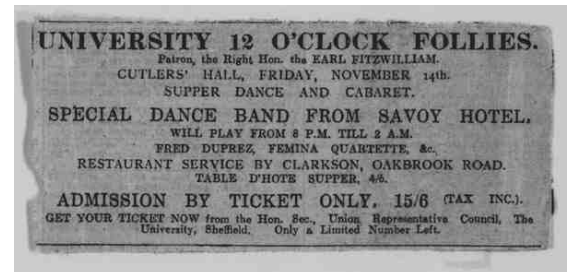 UNIVERSITY 12 O'CLOCK FOLLIES.
Patron, the Right Hon. the EARL FITZWILLIAM.
CUTLERS' HALL, FRIDAY, NOVEMBER 14th.
SUPPER DANCE AND CABARET.
SPECIAL DANCE BAND FROM SAVOY HOTEL.
WILL PLAY FROM 8 P.M. TILL 2 A.M.
FRED DUPREZ, FEMINA QUARTETTE, &c.
RESTAURANT SERVICE BY CLARKSON, OAKBROOK ROAD.
TABLE D'HOTE SUPPER, 4/6.
ADMISSION BY TICKET ONLY, 15/6 (TAX INC.).
GET YOUR TICKET NOW from the Hon. Sec., Union Representative Council, The
University, Sheffield. Only a Limited Number Left.